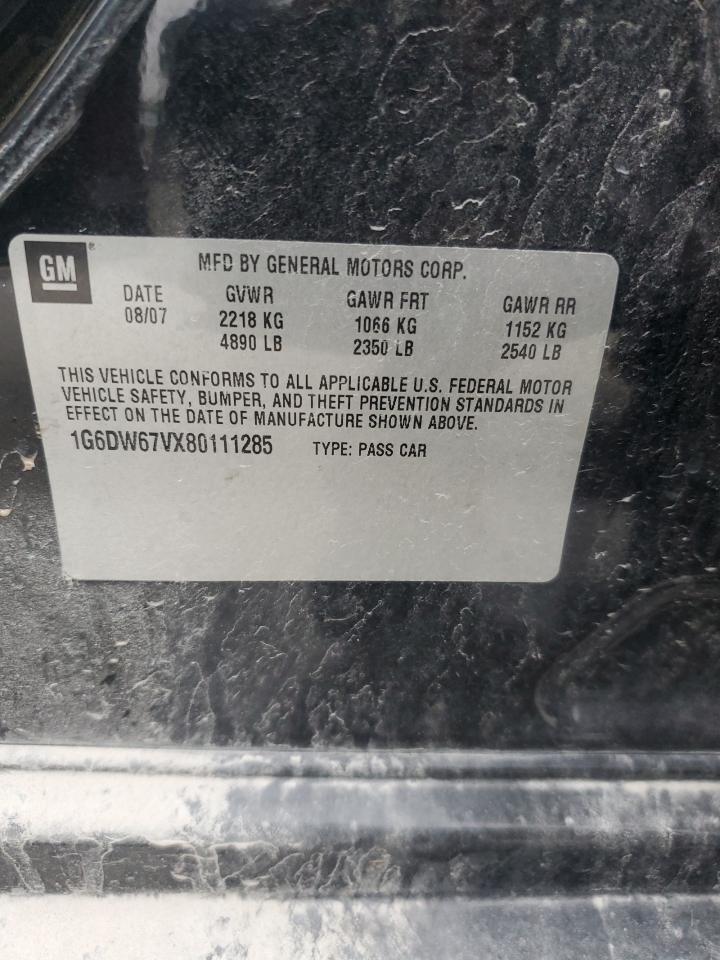 GM ®
MFD BY GENERAL MOTORS CORP.
DATE GVWR GAWR FRT GAWR RR
08/07 2218 KG 1066 KG 1152 KG
4890 LB 2350 LB 2540 LB
THIS VEHICLE CONFORMS TO ALL APPLICABLE U.S. FEDERAL MOTOR
VEHICLE SAFETY, BUMPER, AND THEFT PREVENTION STANDARDS IN
EFFECT ON THE DATE OF MANUFACTURE SHOWN ABOVE.
1G6DW67VX80111285 TYPE: PASS CAR